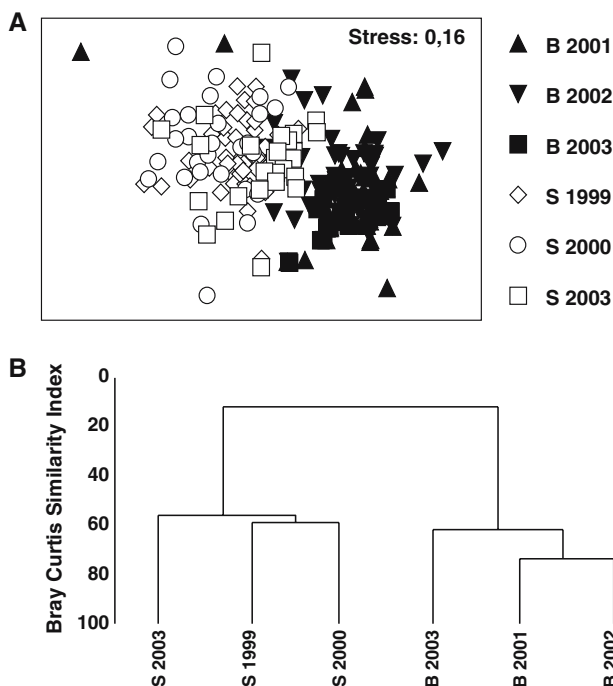 A
Stress: 0,16
B 2001
B 2002
B 2003
S 1999
S 2000
S 2003
B
Bray Curtis Similarity Index
0
20
40
60
80
100
S 2003
S 1999
S 2000
B 2003
B 2001
B 2002